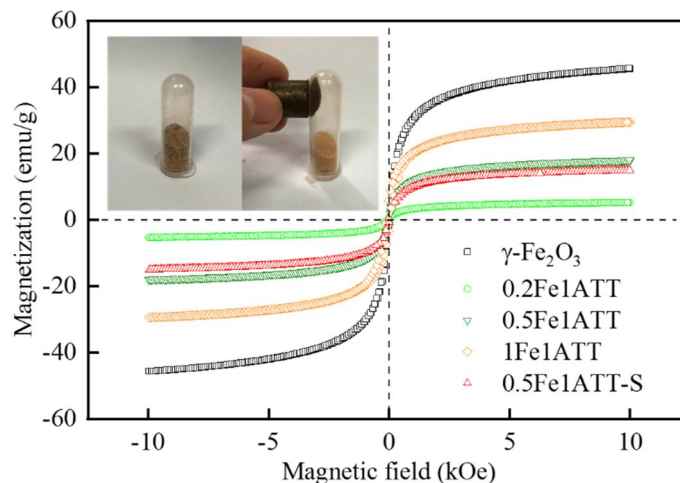 60
40
20
0
-20
-40
-60
Magnetization (emu/g)
γ-Fe₂O₃
0.2Fe1ATT
0.5Fe1ATT
1Fe1ATT
0.5Fe1ATT-S
-10 -5 0 5 10
Magnetic field (kOe)